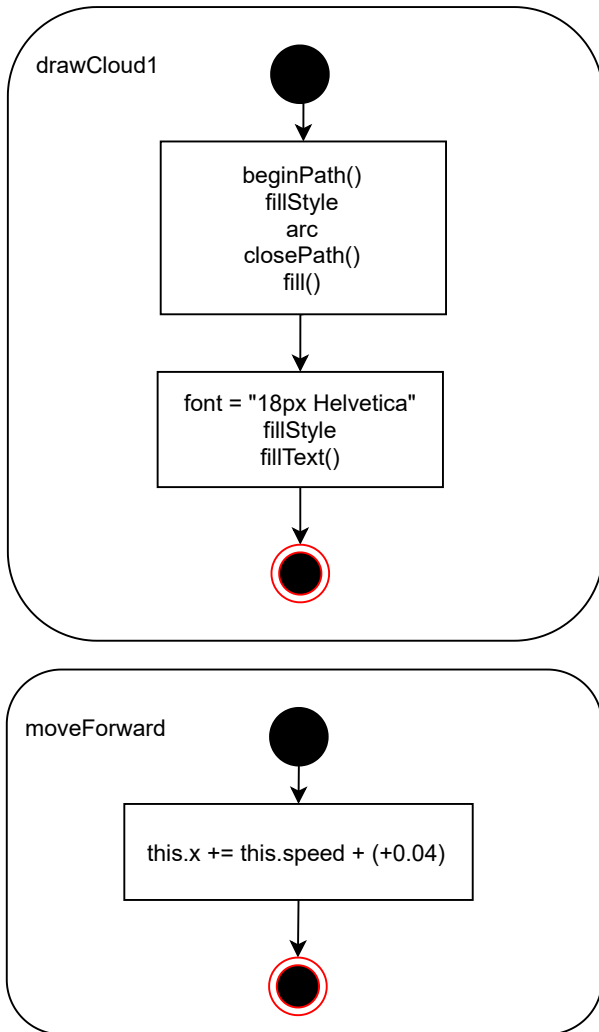 drawCloud1
beginPath()
fillStyle
arc
closePath()
fill()
font = "18px Helvetica"
fillStyle
fillText()
moveForward
this.x += this.speed + (+0.04)